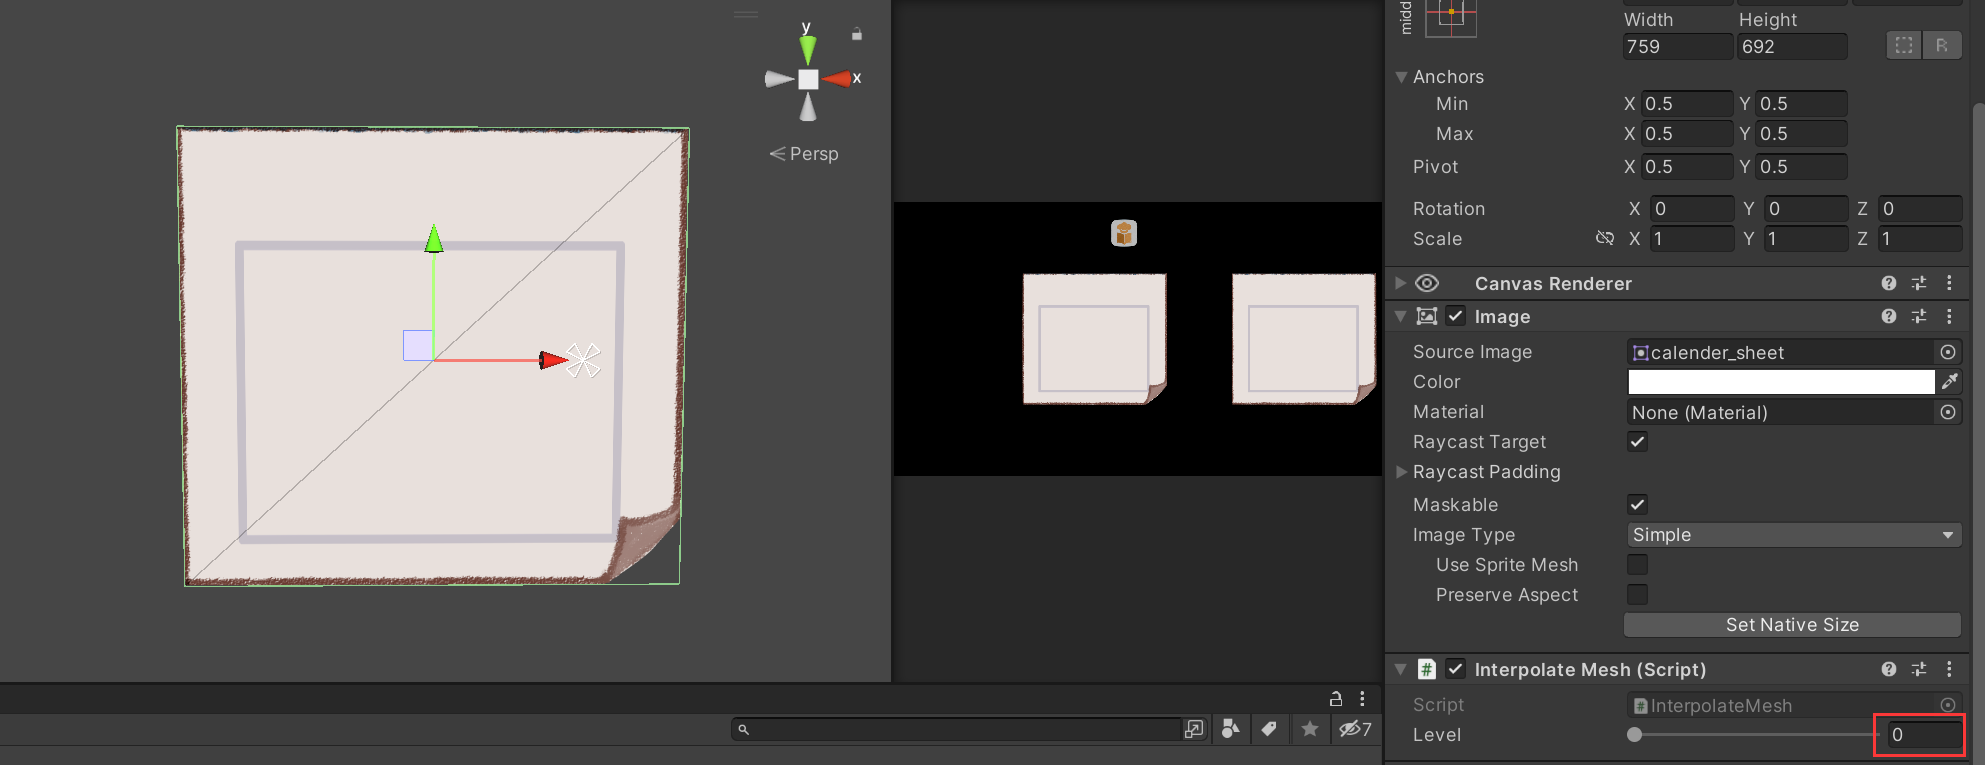 y
x
Persp
7
midd
Width Height
759 692
R
Anchors
Min X 0.5 Y 0.5
Max X 0.5 Y 0.5
Pivot X 0.5 Y 0.5
Rotation X 0 Y 0 Z 0
Scale X 1 Y 1 Z 1
Canvas Renderer
Image
Source Image calender_sheet
Color
Material None (Material)
Raycast Target
Raycast Padding
Maskable
Image Type Simple
Use Sprite Mesh
Preserve Aspect
Set Native Size
# Interpolate Mesh (Script)
Script # InterpolateMesh
Level 0